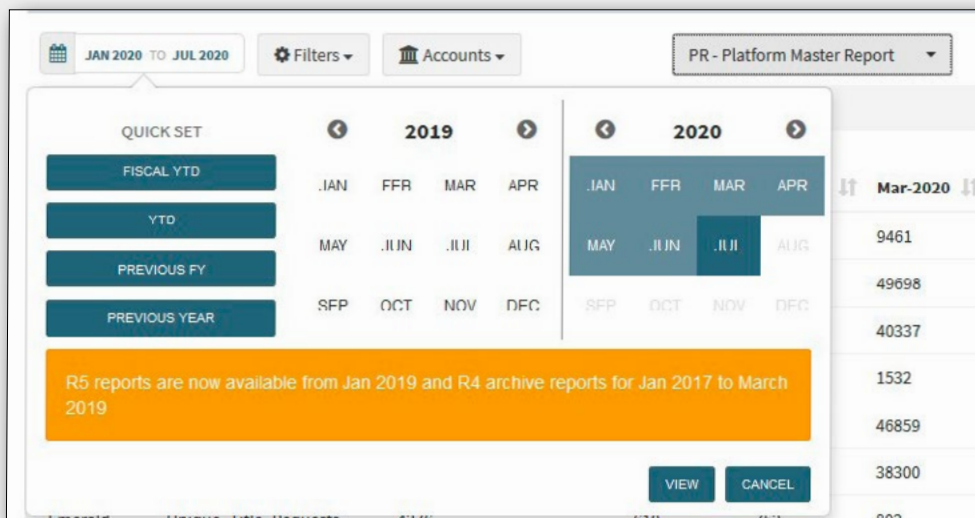 JAN 2020 TO JUL 2020 Filters Accounts PR - Platform Master Report
QUICK SET 2019 2020
FISCAL YTD
JAN FEB MAR APR JAN FEB MAR APR
Mar-2020
YTD
9461
MAY JUN JUL AUG MAY JUN JUL AUG
PREVIOUS FY
49698
SEP OCT NOV DEC SEP OCT NOV DEC
PREVIOUS YEAR
40337
R5 reports are now available from Jan 2019 and R4 archive reports for Jan 2017 to March
2019
1532
46859
38300
VIEW CANCEL
Emerald Unique_Title_Requests